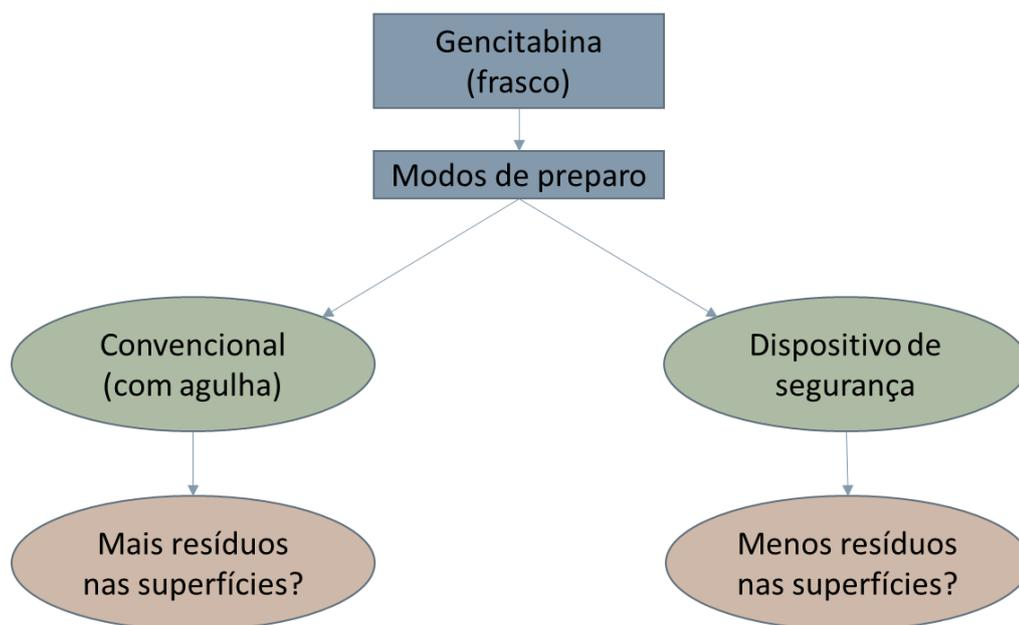 Gencitabina
(frasco)
Modos de preparo
Convencional
(com agulha)
Dispositivo de
segurança
Mais resíduos
nas superfícies?
Menos resíduos
nas superfícies?